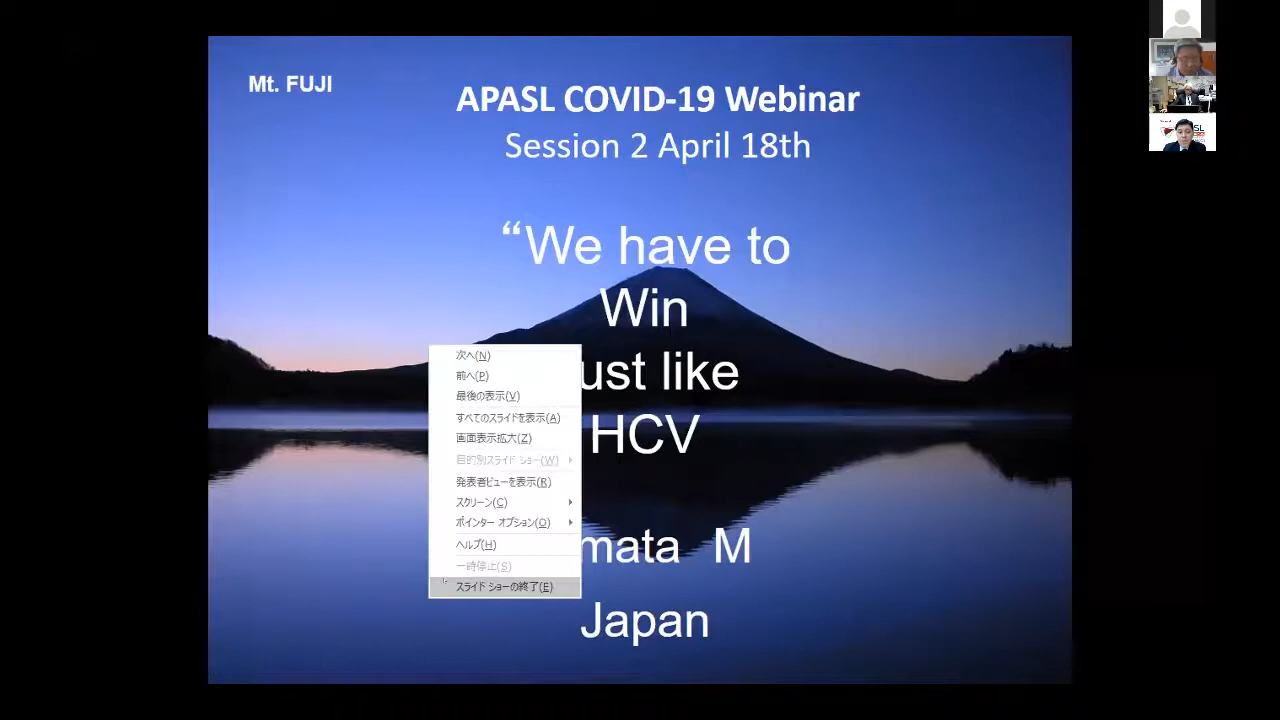 Mt. FUJI
APASL COVID-19 Webinar
Session 2 April 18th
“We have to
Win
ust like
HCV
mata M
Japan
次へ(N)
前へ(P)
最後の表示(V)
すべてのスライドを表示(A)
画面表示拡大(Z)
目的別スライド ショー(W)
発表者ビューを表示(R)
スクリーン(C)
ポインター オプション(O)
ヘルプ(H)
一時停止(S)
スライド ショーの終了(E)
SL